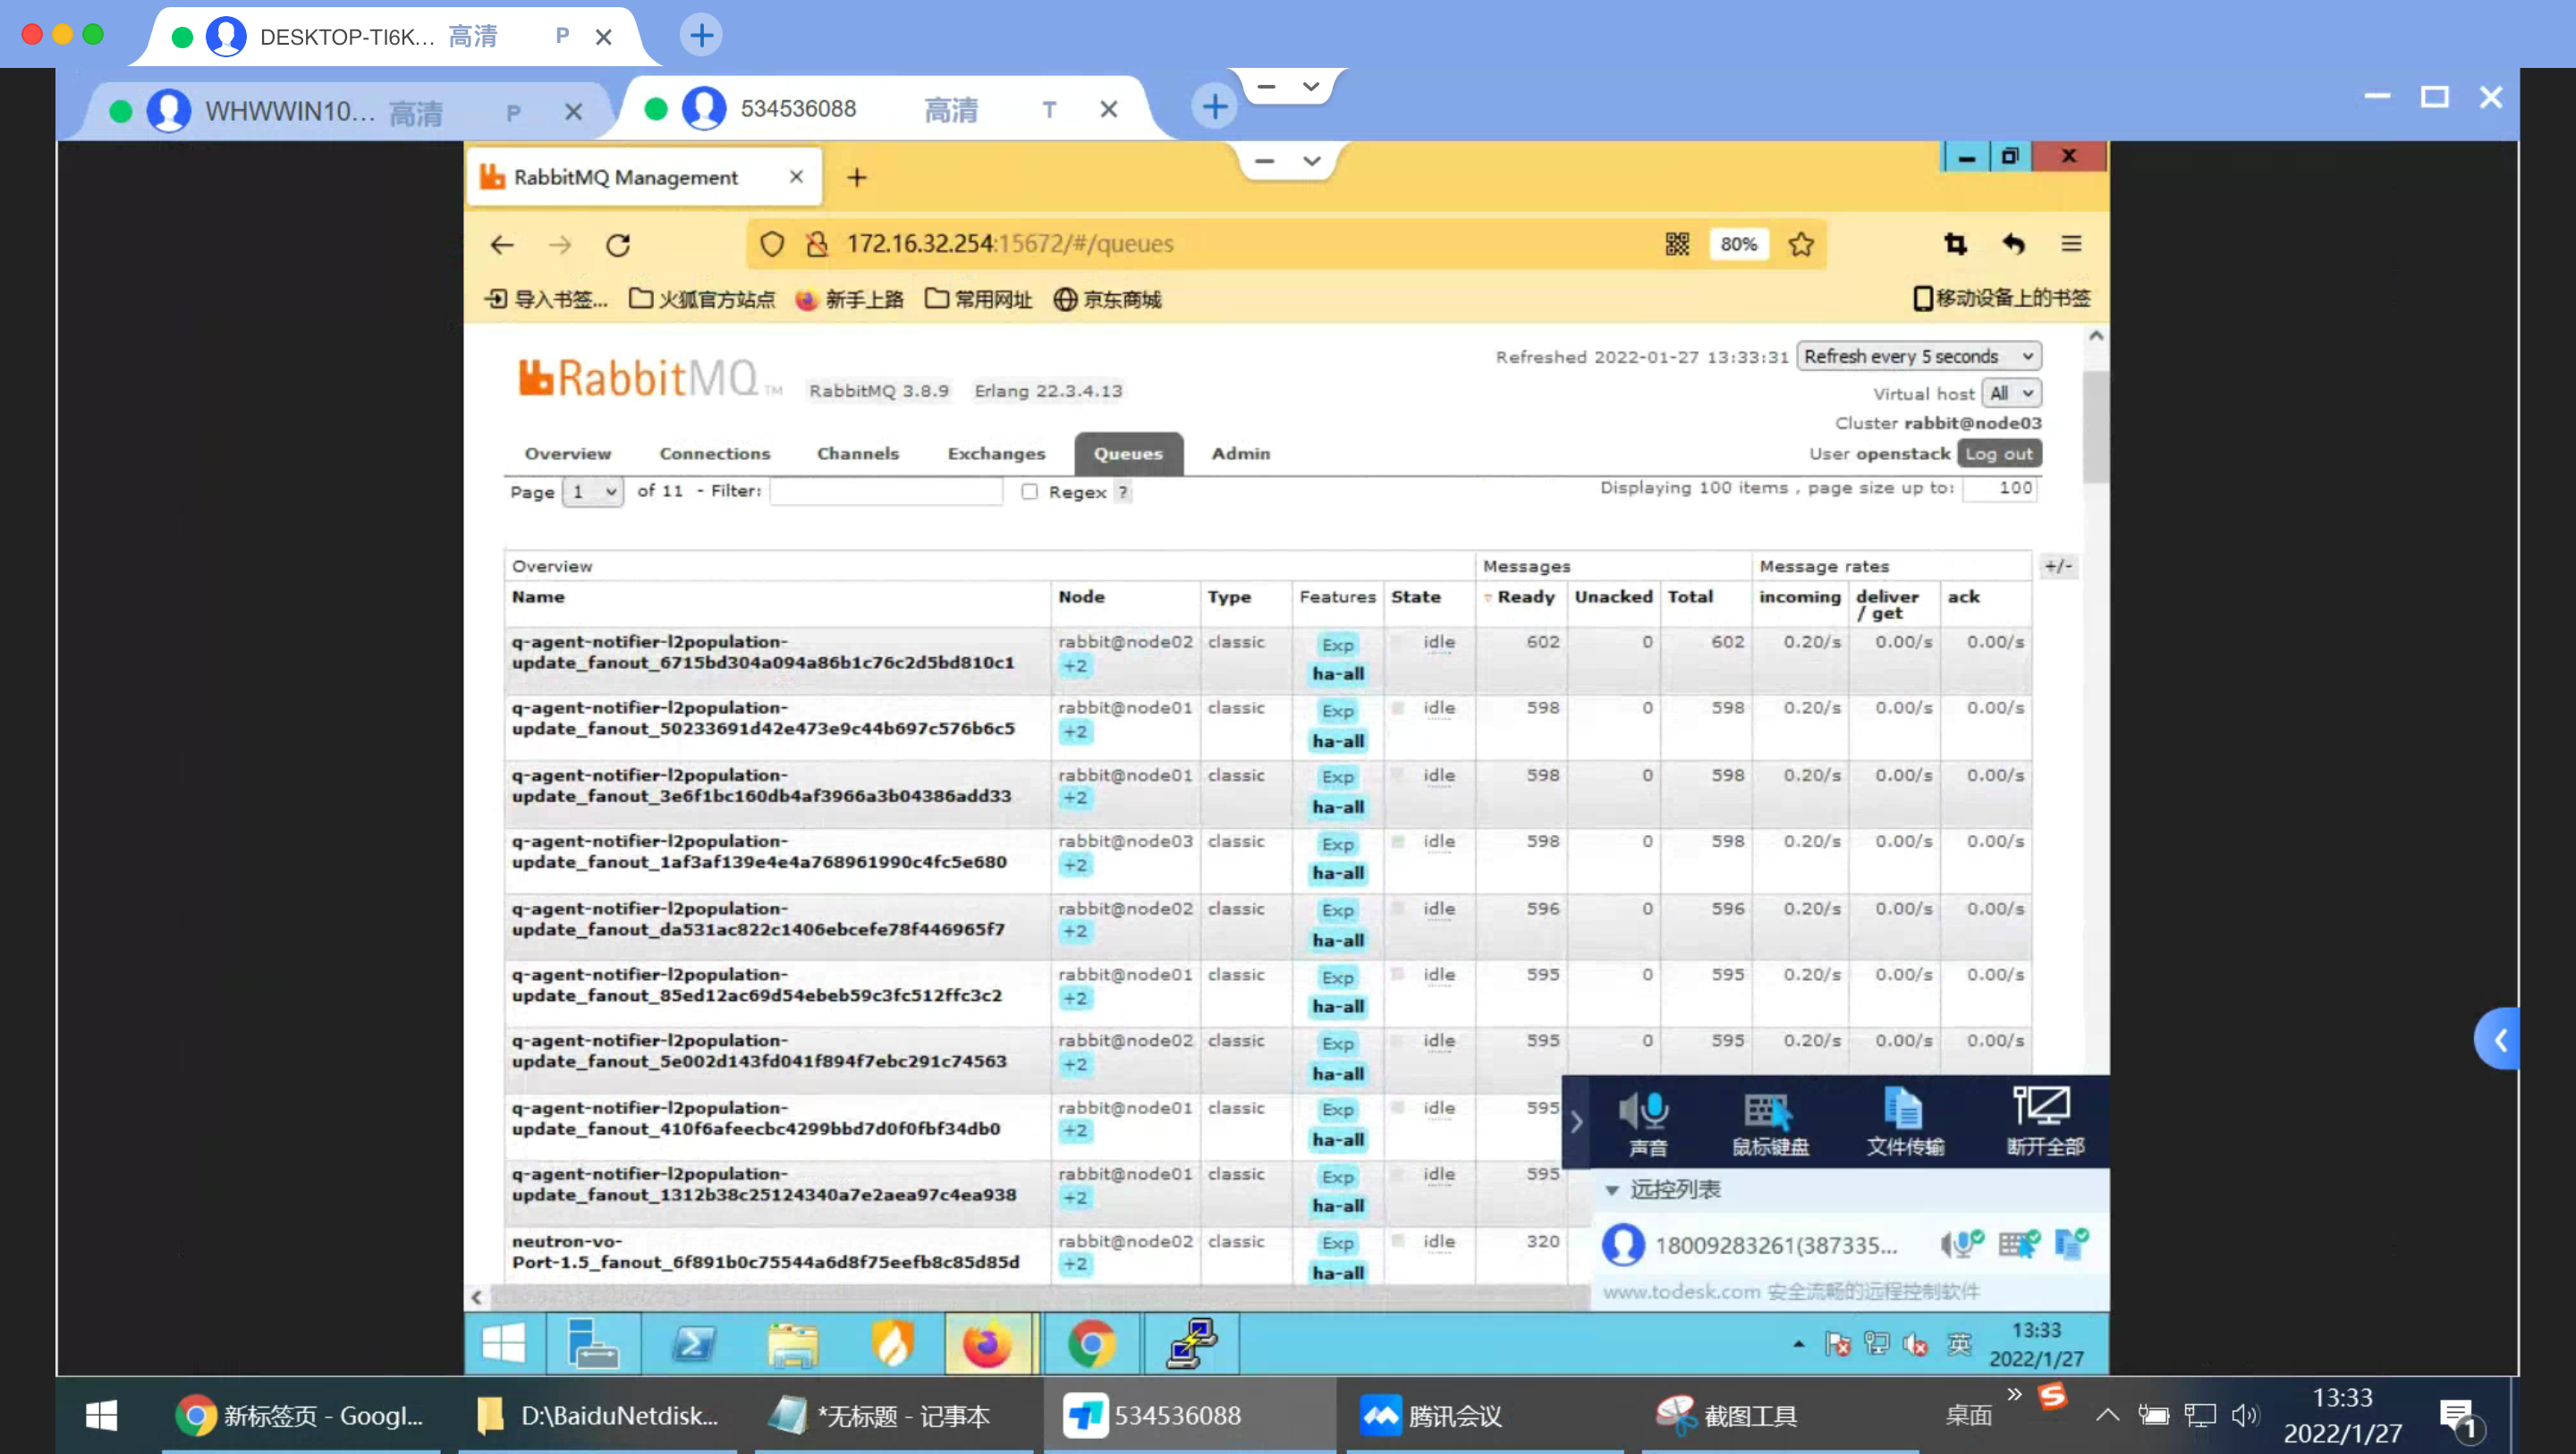 DESKTOP-TI6K... 高清 P
WHWWIN10... 高清 P
534536088 高清 T
RabbitMQ Management
172.16.32.254:15672/#/queues 80%
导入书签... 火狐官方站点 新手上路 常用网址 京东商城 移动设备上的书签
Refreshed 2022-01-27 13:33:31 Refresh every 5 seconds
RabbitMQ TM RabbitMQ 3.8.9 Erlang 22.3.4.13
Virtual host All
Cluster rabbit@node03
User openstack Log out
Overview Connections Channels Exchanges Queues Admin
Page 1 of 11 - Filter: Regex ? Displaying 100 items , page size up to: 100
Overview Messages Message rates +/-
Name Node Type Features State Ready Unacked Total incoming deliver / get ack
q-agent-notifier-l2population- rabbit@node02 classic Exp idle 602 0 602 0.20/s 0.00/s 0.00/s
update_fanout_6715bd304a094a86b1c76c2d5bd810c1 +2 ha-all
q-agent-notifier-l2population- rabbit@node01 classic Exp idle 598 0 598 0.20/s 0.00/s 0.00/s
update_fanout_50233691d42e473e9c44b697c576b6c5 +2 ha-all
q-agent-notifier-l2population- rabbit@node01 classic Exp idle 598 0 598 0.20/s 0.00/s 0.00/s
update_fanout_3e6f1bc160db4af3966a3b04386add33 +2 ha-all
q-agent-notifier-l2population- rabbit@node03 classic Exp idle 598 0 598 0.20/s 0.00/s 0.00/s
update_fanout_1af3af139e4e4a768961990c4fc5e680 +2 ha-all
q-agent-notifier-l2population- rabbit@node02 classic Exp idle 596 0 596 0.20/s 0.00/s 0.00/s
update_fanout_da531ac822c1406ebcefe78f446965f7 +2 ha-all
q-agent-notifier-l2population- rabbit@node01 classic Exp idle 595 0 595 0.20/s 0.00/s 0.00/s
update_fanout_85ed12ac69d54ebeb59c3fc512ffc3c2 +2 ha-all
q-agent-notifier-l2population- rabbit@node02 classic Exp idle 595 0 595 0.20/s 0.00/s 0.00/s
update_fanout_5e002d143fd041f894f7ebc291c74563 +2 ha-all
q-agent-notifier-l2population- rabbit@node01 classic Exp idle 595
update_fanout_410f6afeecbc4299bbd7d0f0fbf34db0 +2 ha-all
q-agent-notifier-l2population- rabbit@node01 classic Exp idle 595
update_fanout_1312b38c25124340a7e2aea97c4ea938 +2 ha-all
neutron-vo- rabbit@node02 classic Exp idle 320
Port-1.5_fanout_6f891b0c75544a6d8f75eefb8c85d85d +2 ha-all
声音 鼠标键盘 文件传输 断开全部
远控列表
18009283261(387335...
www.todesk.com 安全流畅的远程控制软件
英 13:33
2022/1/27
新标签页 - Googl... D:\BaiduNetdisk... *无标题 - 记事本 534536088 腾讯会议 截图工具 桌面 13:33
2022/1/27 1